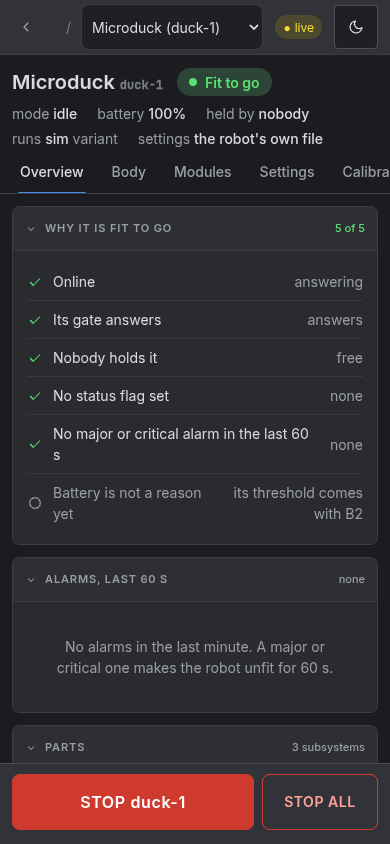 / Microduck (duck-1) ● live
Microduck duck-1 Fit to go
mode idle battery 100% held by nobody
runs sim variant settings the robot's own file
Overview Body Modules Settings Calibra
WHY IT IS FIT TO GO 5 of 5
Online answering
Its gate answers answers
Nobody holds it free
No status flag set none
No major or critical alarm in the last 60
s none
Battery is not a reason its threshold comes
yet with B2
ALARMS, LAST 60 S none
No alarms in the last minute. A major or
critical one makes the robot unfit for 60 s.
PARTS 3 subsystems
STOP duck-1 STOP ALL